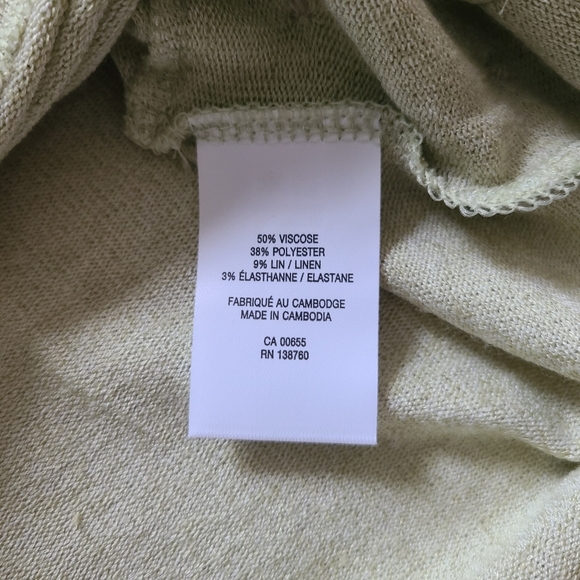 50% VISCOSE
38% POLYESTER
9% LIN / LINEN
3% ÉLASTHANNE / ELASTANE
FABRIQUÉ AU CAMBODGE
MADE IN CAMBODIA
CA 00655
RN 138760